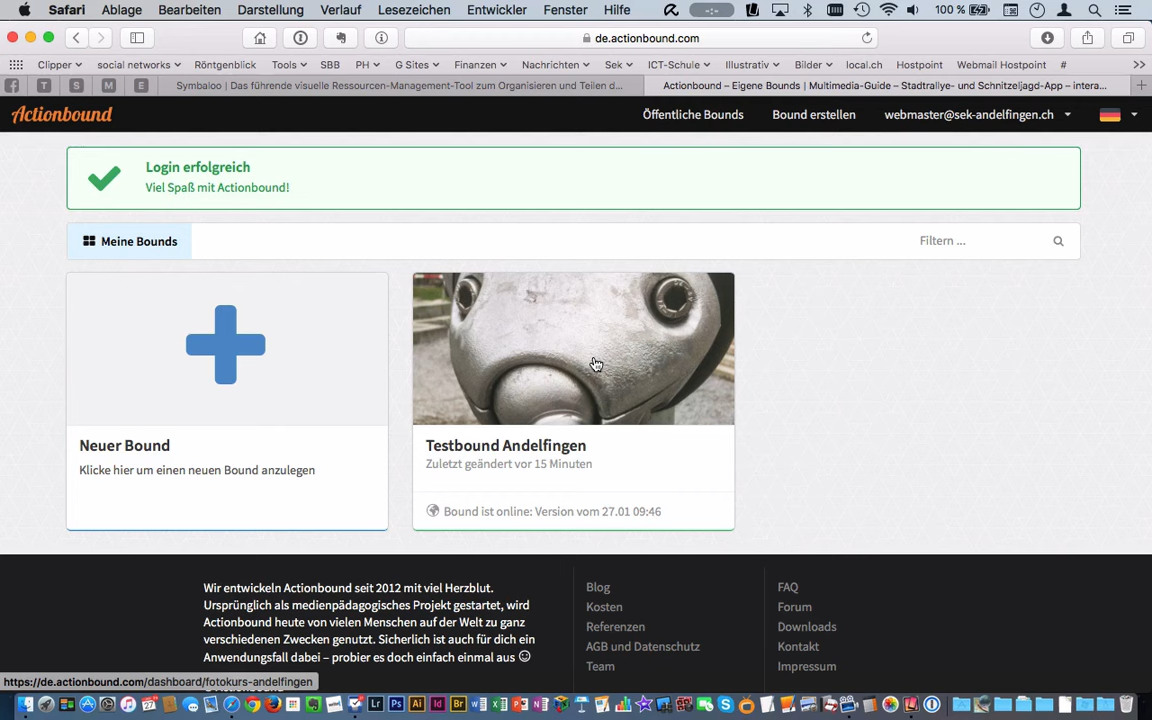 Safari Ablage Bearbeiten Darstellung Verlauf Lesezeichen Entwickler Fenster Hilfe 100 %
de.actionbound.com
Clipper social networks Röntgenblick Tools SBB PH G Sites Finanzen Nachrichten Sek ICT-Schule Illustrativ Bilder local.ch Hostpoint Webmail Hostpoint # >>
T S M E Symbaloo | Das führende visuelle Ressourcen-Management-Tool zum Organisieren und Teilen d... Actionbound – Eigene Bounds | Multimedia-Guide – Stadtrallye- und Schnitzeljagd-App – intera...
Actionbound Öffentliche Bounds Bound erstellen webmaster@sek-andelfingen.ch
Login erfolgreich
Viel Spaß mit Actionbound!
Meine Bounds Filtern ...
Neuer Bound
Klicke hier um einen neuen Bound anzulegen
Testbound Andelfingen
Zuletzt geändert vor 15 Minuten
Bound ist online: Version vom 27.01 09:46
Wir entwickeln Actionbound seit 2012 mit viel Herzblut.
Ursprünglich als medienpädagogisches Projekt gestartet, wird
Actionbound heute von vielen Menschen auf der Welt zu ganz
verschiedenen Zwecken genutzt. Sicherlich ist auch für dich ein
Anwendungsfall dabei – probier es doch einfach einmal aus ☺
Blog
Kosten
Referenzen
AGB und Datenschutz
Team
FAQ
Forum
Downloads
Kontakt
Impressum
https://de.actionbound.com/dashboard/fotokurs-andelfingen
Lr Ps Ai Id Br